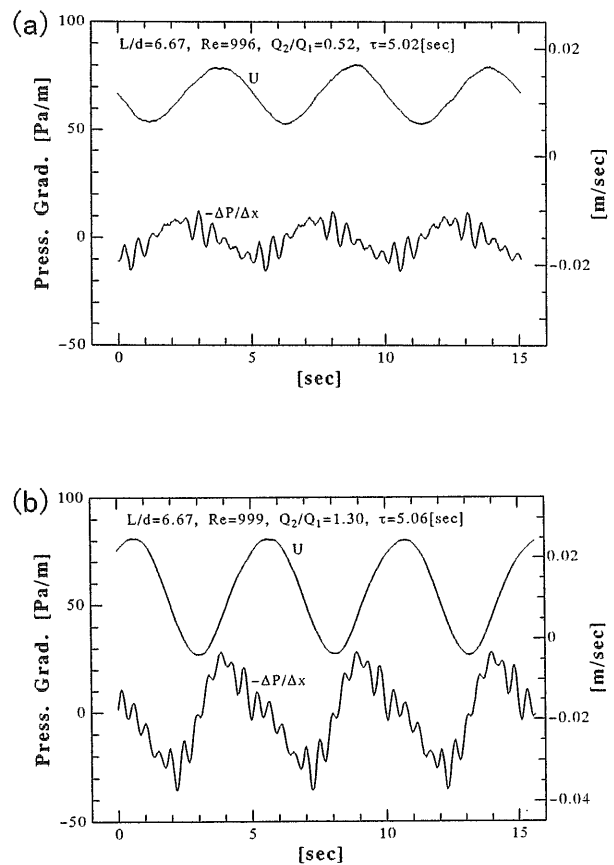 (a)
L/d=6.67, Re=996, Q2/Q1=0.52, τ=5.02[sec]
U
−ΔP/Δx
Press. Grad. [Pa/m]
100
50
0
−50
0.02
0
−0.02
[m/sec]
0 5 10 15
[sec]
(b)
L/d=6.67, Re=999, Q2/Q1=1.30, τ=5.06[sec]
U
−ΔP/Δx
Press. Grad. [Pa/m]
100
50
0
−50
0.02
0
−0.02
−0.04
[m/sec]
0 5 10 15
[sec]